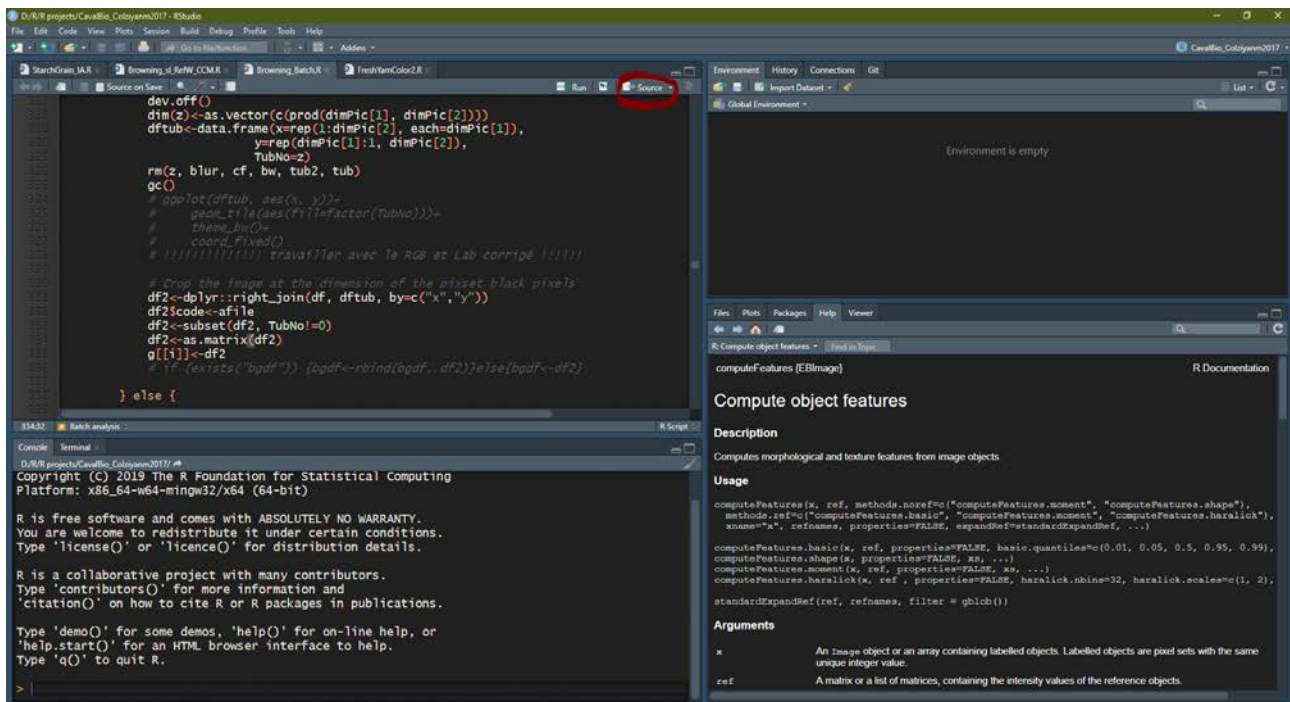 D:/R/R projects/CavalBio_Colziyanm2017 - RStudio
File Edit Code View Plots Session Build Debug Profile Tools Help
Go to file/function Addins
CavalBio_Colziyanm2017
StarchGrain_IA.R Browning_sl_RefW_CCM.R Browning_Batch.R FreshYamColor2.R
Source on Save Run Source
dev.off()
dim(z)<-as.vector(c(prod(dimPic[1], dimPic[2])))
dftub<-data.frame(x=rep(1:dimPic[2], each=dimPic[1]),
y=rep(dimPic[1]:1, dimPic[2]),
TubNo=z)
rm(z, blur, cf, bw, tub2, tub)
gc()
# ggplot(dftub, aes(x, y))+
# geom_tile(aes(fill=factor(TubNo)))+
# theme_bw()+
# coord_fixed()
# !!!!!!!!!!!!! travailler avec le RGB et Lab corrigé !!!!!!
# Crop the image at the dimension of the pixset black pixels
df2<-dplyr::right_join(df, dftub, by=c("x","y"))
df2$code<-afile
df2<-subset(df2, TubNo!=0)
df2<-as.matrix(df2)
g[[i]]<-df2
# if (exists("bgdf")) {bgdf<-rbind(bgdf, df2)}else{bgdf<-df2}
} else {
334:32 Batch analysis R Script
Console Terminal
D:/R/R projects/CavalBio_Colziyanm2017/
Copyright (C) 2019 The R Foundation for Statistical Computing
Platform: x86_64-w64-mingw32/x64 (64-bit)
R is free software and comes with ABSOLUTELY NO WARRANTY.
You are welcome to redistribute it under certain conditions.
Type 'license()' or 'licence()' for distribution details.
R is a collaborative project with many contributors.
Type 'contributors()' for more information and
'citation()' on how to cite R or R packages in publications.
Type 'demo()' for some demos, 'help()' for on-line help, or
'help.start()' for an HTML browser interface to help.
Type 'q()' to quit R.
>
Environment History Connections Git
Import Dataset List
Global Environment
Environment is empty
Files Plots Packages Help Viewer
R: Compute object features Find in Topic
computeFeatures {EBImage} R Documentation
Compute object features
Description
Computes morphological and texture features from image objects.
Usage
computeFeatures(x, ref, methods.noref=c("computeFeatures.moment", "computeFeatures.shape"),
methods.ref=c("computeFeatures.basic", "computeFeatures.moment", "computeFeatures.haralick"),
xname="x", refnames, properties=FALSE, expandRef=standardExpandRef, ...)
computeFeatures.basic(x, ref, properties=FALSE, basic.quantiles=c(0.01, 0.05, 0.5, 0.95, 0.99),
computeFeatures.shape(x, properties=FALSE, xs, ...)
computeFeatures.moment(x, ref, properties=FALSE, xs, ...)
computeFeatures.haralick(x, ref , properties=FALSE, haralick.nbins=32, haralick.scales=c(1, 2),
standardExpandRef(ref, refnames, filter = gblob())
Arguments
x An Image object or an array containing labelled objects. Labelled objects are pixel sets with the same
unique integer value.
ref A matrix or a list of matrices, containing the intensity values of the reference objects.